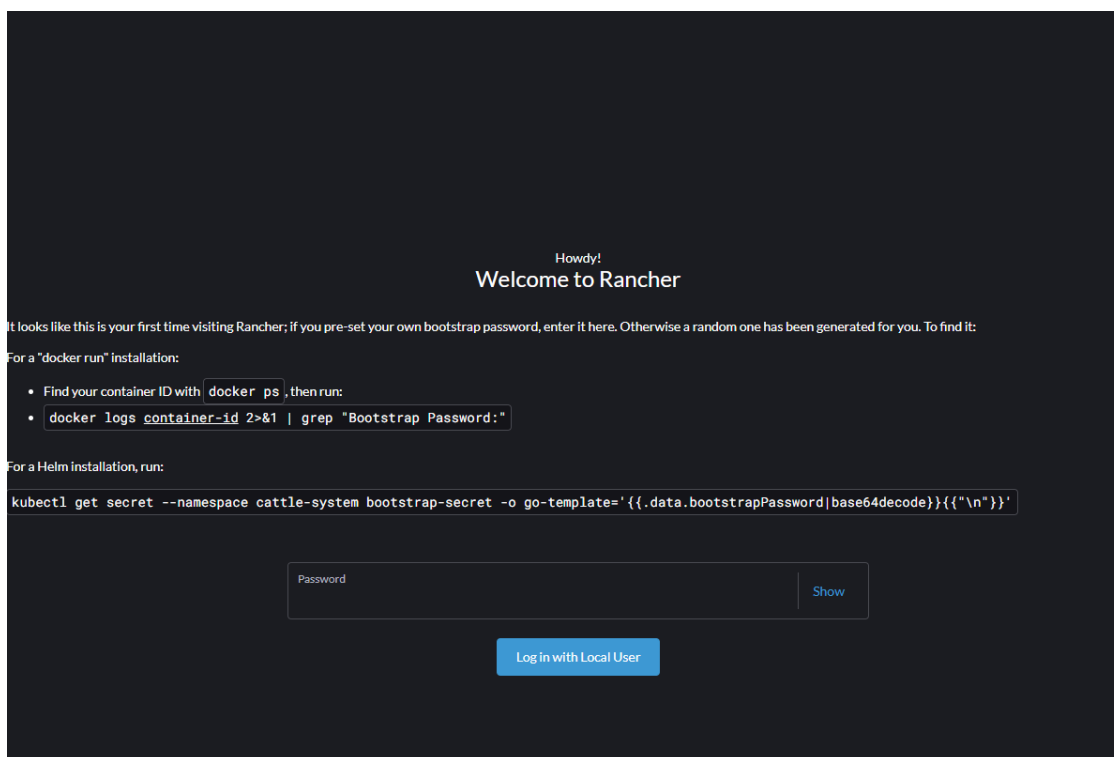 Howdy!
Welcome to Rancher
It looks like this is your first time visiting Rancher; if you pre-set your own bootstrap password, enter it here. Otherwise a random one has been generated for you. To find it:
For a "docker run" installation:
• Find your container ID with docker ps, then run:
• docker logs container-id 2>&1 | grep "Bootstrap Password:"
For a Helm installation, run:
kubectl get secret --namespace cattle-system bootstrap-secret -o go-template='{{.data.bootstrapPassword|base64decode}}{{"\n"}}'
Password
Show
Log in with Local User